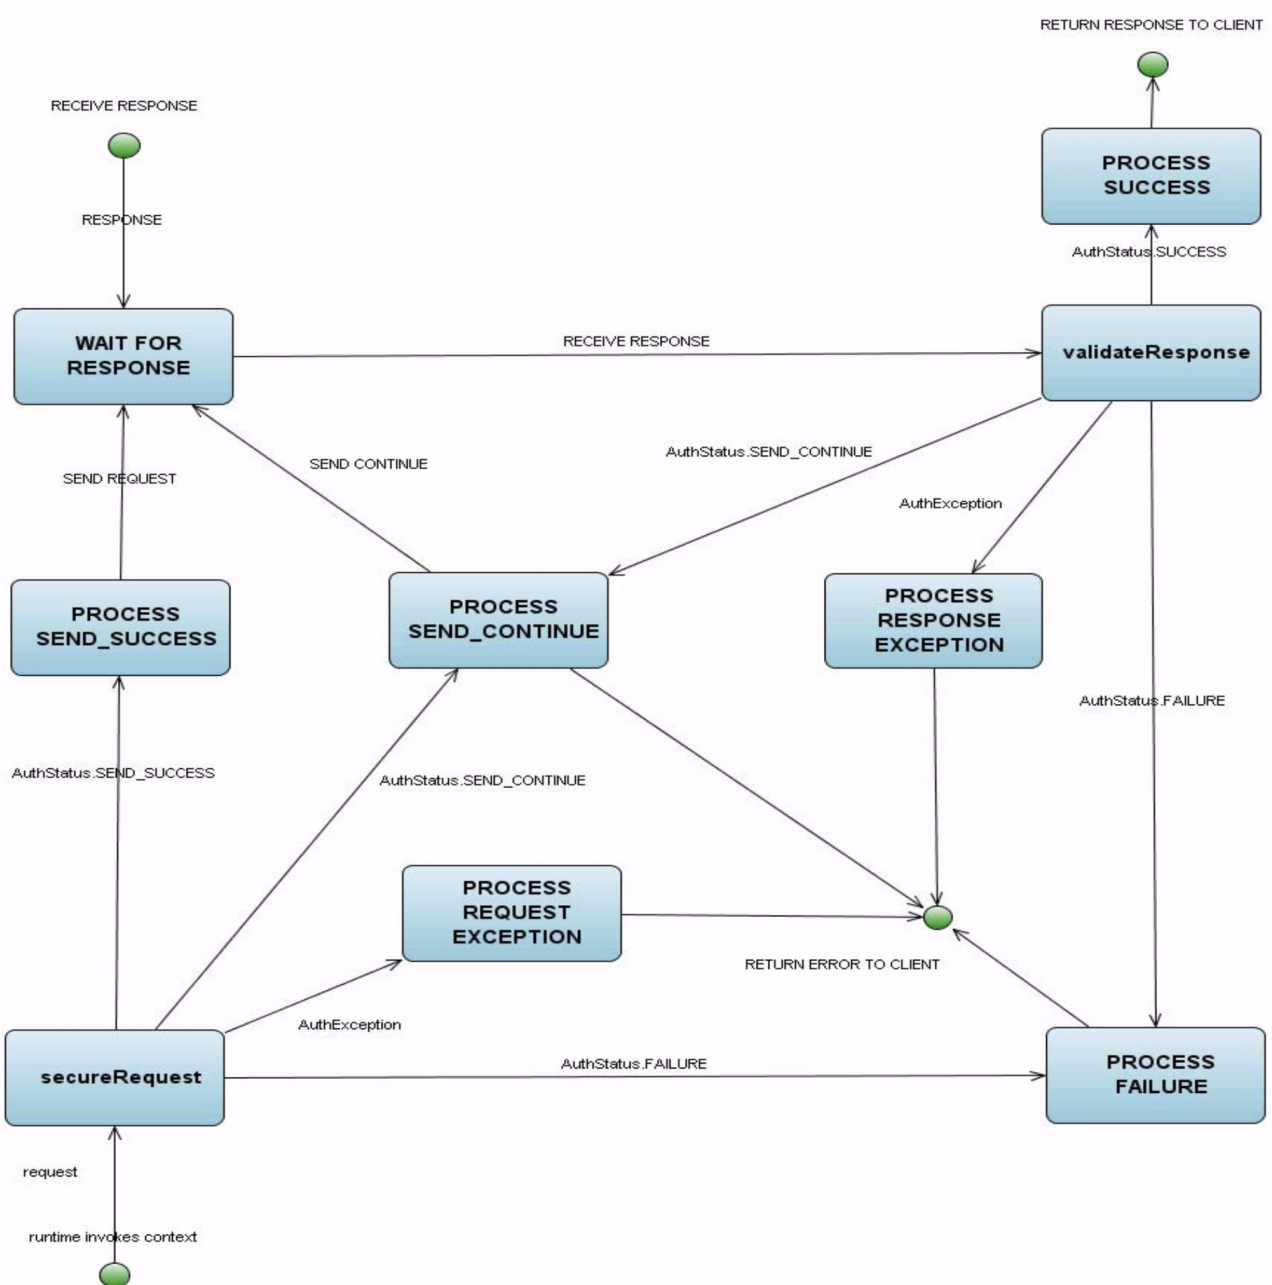 RETURN RESPONSE TO CLIENT
RECEIVE RESPONSE
PROCESS
SUCCESS
RESPONSE
AuthStatus.SUCCESS
WAIT FOR
RESPONSE
RECEIVE RESPONSE
validateResponse
SEND REQUEST
SEND CONTINUE
AuthStatus.SEND_CONTINUE
AuthException
PROCESS
SEND_SUCCESS
PROCESS
SEND_CONTINUE
PROCESS
RESPONSE
EXCEPTION
AuthStatus.FAILURE
AuthStatus.SEND_SUCCESS
AuthStatus.SEND_CONTINUE
PROCESS
REQUEST
EXCEPTION
RETURN ERROR TO CLIENT
AuthException
secureRequest
AuthStatus.FAILURE
PROCESS
FAILURE
request
runtime invokes context